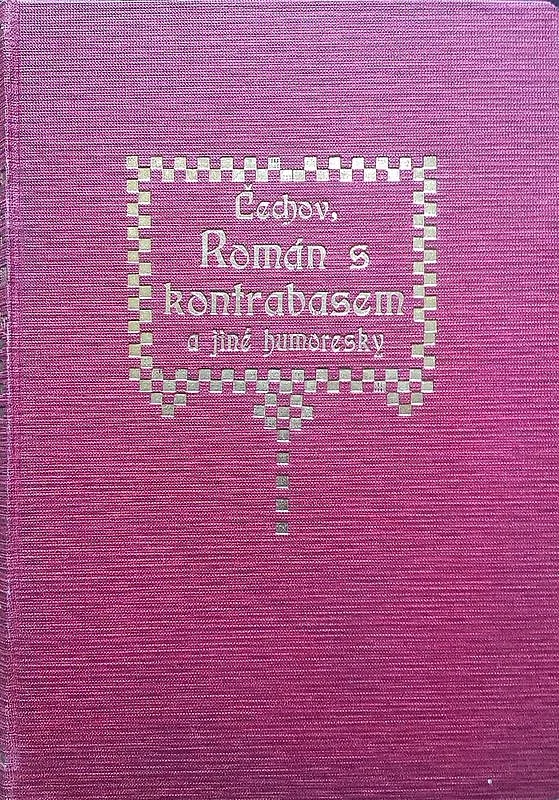 Čechov,
Román s
kontrabasem
a jiné humoresky